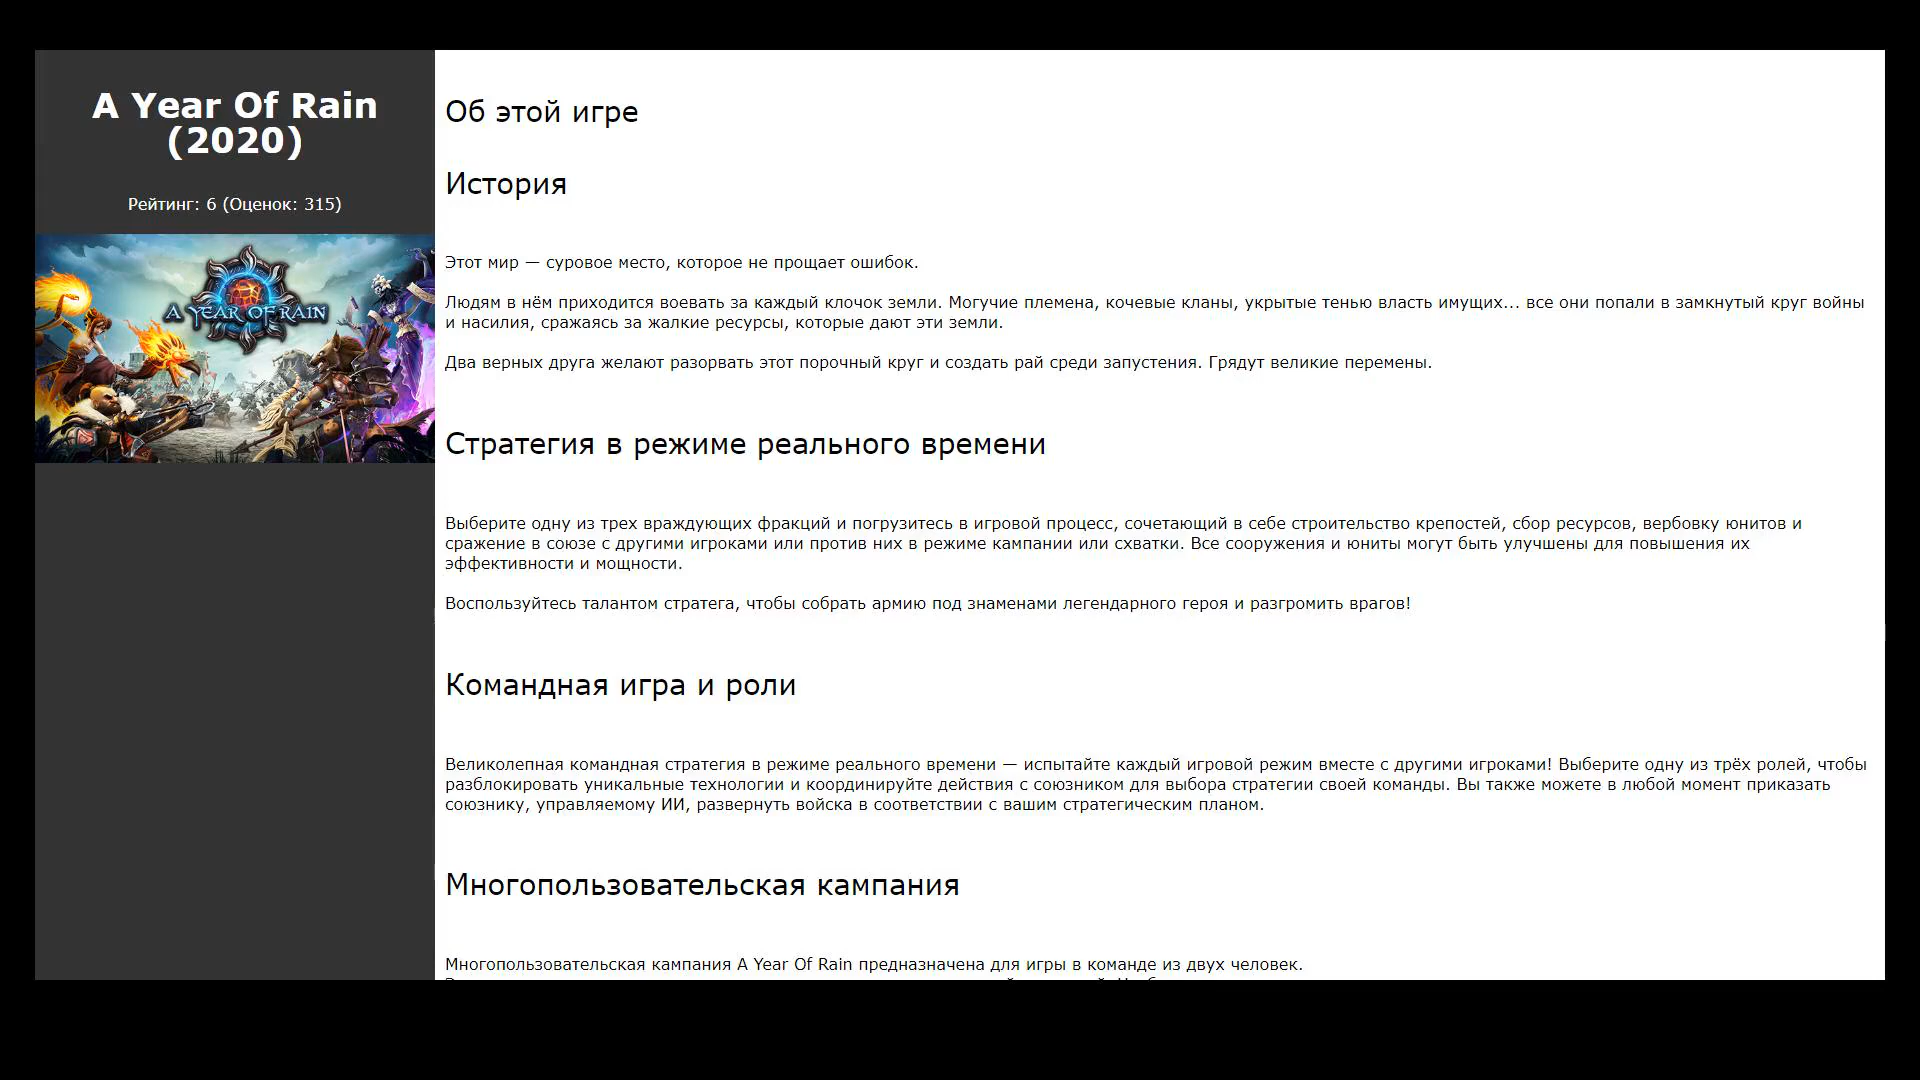 A Year Of Rain
(2020)
Рейтинг: 6 (Оценок: 315)
A YEAR OF RAIN
Об этой игре
История
Этот мир — суровое место, которое не прощает ошибок.
Людям в нём приходится воевать за каждый клочок земли. Могучие племена, кочевые кланы, укрытые тенью власть имущих... все они попали в замкнутый круг войны
и насилия, сражаясь за жалкие ресурсы, которые дают эти земли.
Два верных друга желают разорвать этот порочный круг и создать рай среди запустения. Грядут великие перемены.
Стратегия в режиме реального времени
Выберите одну из трех враждующих фракций и погрузитесь в игровой процесс, сочетающий в себе строительство крепостей, сбор ресурсов, вербовку юнитов и
сражение в союзе с другими игроками или против них в режиме кампании или схватки. Все сооружения и юниты могут быть улучшены для повышения их
эффективности и мощности.
Воспользуйтесь талантом стратега, чтобы собрать армию под знаменами легендарного героя и разгромить врагов!
Командная игра и роли
Великолепная командная стратегия в режиме реального времени — испытайте каждый игровой режим вместе с другими игроками! Выберите одну из трёх ролей, чтобы
разблокировать уникальные технологии и координируйте действия с союзником для выбора стратегии своей команды. Вы также можете в любой момент приказать
союзнику, управляемому ИИ, развернуть войска в соответствии с вашим стратегическим планом.
Многопользовательская кампания
Многопользовательская кампания A Year Of Rain предназначена для игры в команде из двух человек.